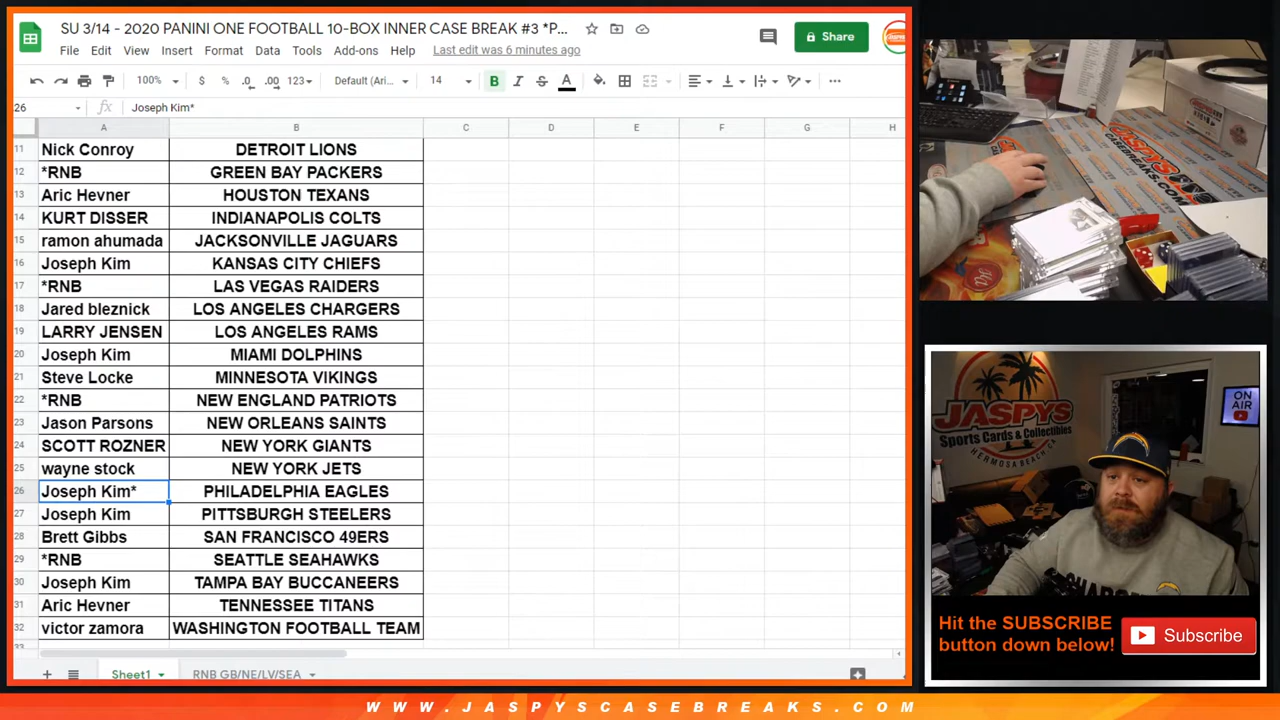 SU 3/14 - 2020 PANINI ONE FOOTBALL 10-BOX INNER CASE BREAK #3 *P...
Share
File Edit View Insert Format Data Tools Add-ons Help Last edit was 6 minutes ago
100% $ % .0 .00 123 Default (Ari... 14 B I S A
26 fx Joseph Kim*
A B C D E F G H
11 Nick Conroy DETROIT LIONS
12 *RNB GREEN BAY PACKERS
13 Aric Hevner HOUSTON TEXANS
14 KURT DISSER INDIANAPOLIS COLTS
15 ramon ahumada JACKSONVILLE JAGUARS
16 Joseph Kim KANSAS CITY CHIEFS
17 *RNB LAS VEGAS RAIDERS
18 Jared bleznick LOS ANGELES CHARGERS
19 LARRY JENSEN LOS ANGELES RAMS
20 Joseph Kim MIAMI DOLPHINS
21 Steve Locke MINNESOTA VIKINGS
22 *RNB NEW ENGLAND PATRIOTS
23 Jason Parsons NEW ORLEANS SAINTS
24 SCOTT ROZNER NEW YORK GIANTS
25 wayne stock NEW YORK JETS
26 Joseph Kim* PHILADELPHIA EAGLES
27 Joseph Kim PITTSBURGH STEELERS
28 Brett Gibbs SAN FRANCISCO 49ERS
29 *RNB SEATTLE SEAHAWKS
30 Joseph Kim TAMPA BAY BUCCANEERS
31 Aric Hevner TENNESSEE TITANS
32 victor zamora WASHINGTON FOOTBALL TEAM
Sheet1 RNB GB/NE/LV/SEA
JASPYS
CASEBREAKS.COM
JASPYS
Sports Cards & Collectibles
HERMOSA BEACH, CA
ON
AIR
CHARGERS
Hit the SUBSCRIBE
button down below!
Subscribe
WWW.JASPYSCASEBREAKS.COM